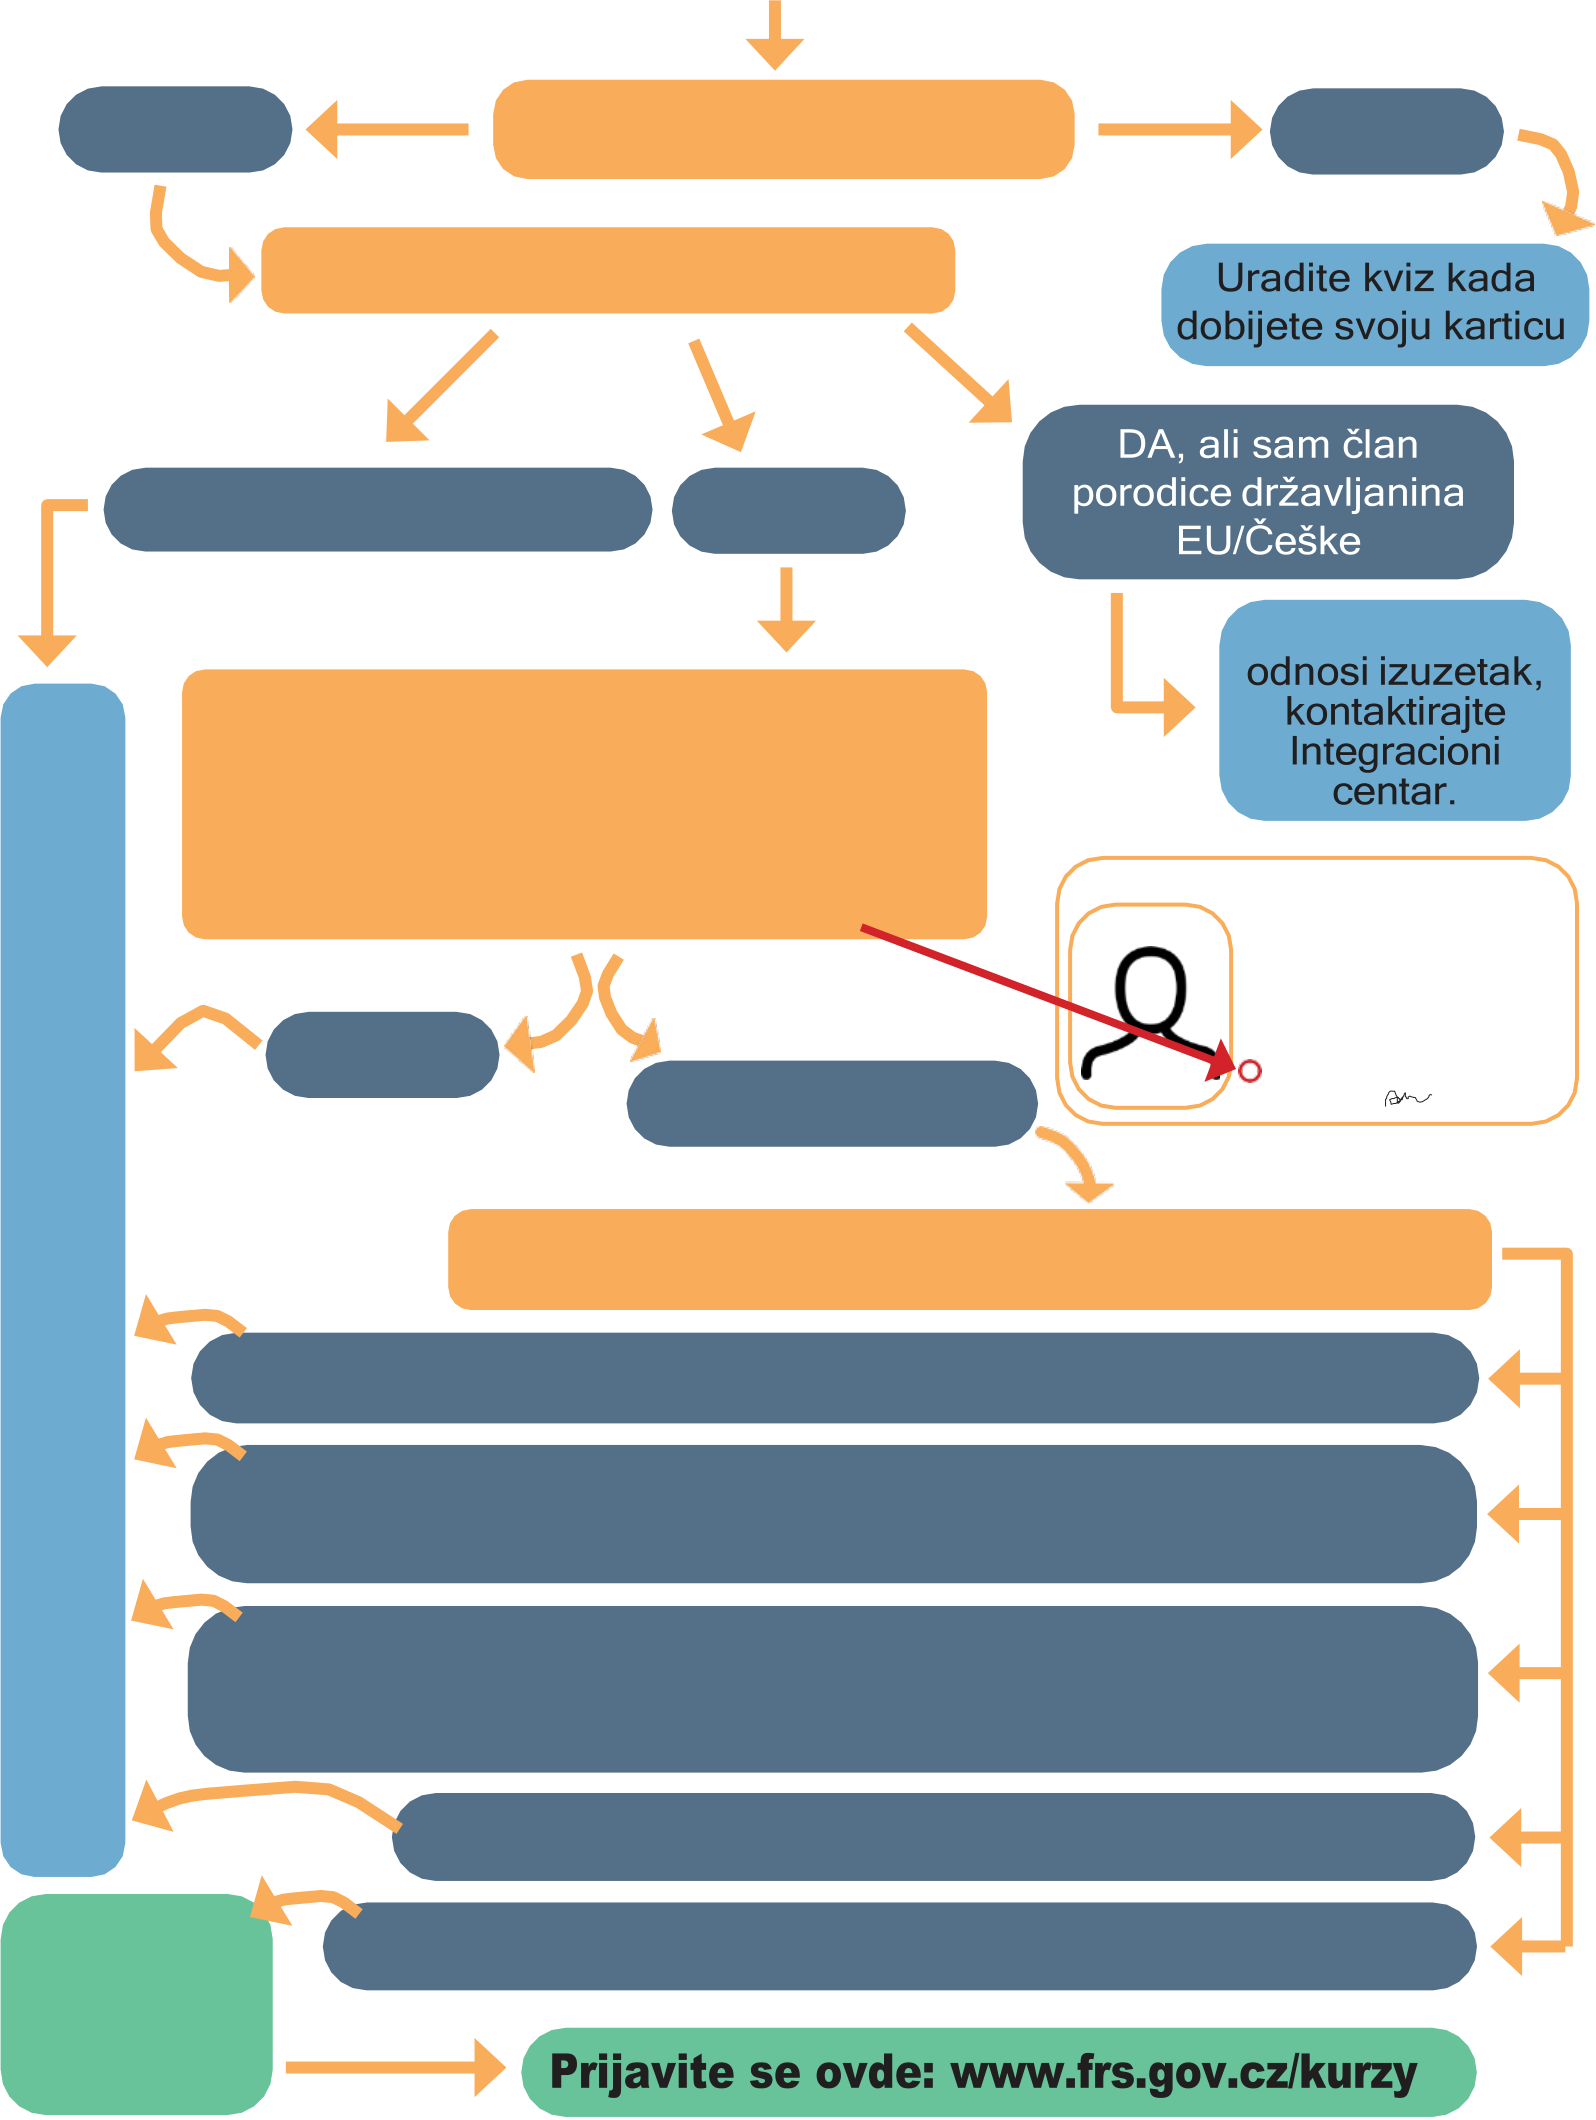 Uradite kviz kada
dobijete svoju karticu
DA, ali sam član
porodice državljanina
EU/Češke
odnosi izuzetak,
kontaktirajte
Integracioni
centar.
Prijavite se ovde: www.frs.gov.cz/kurzy